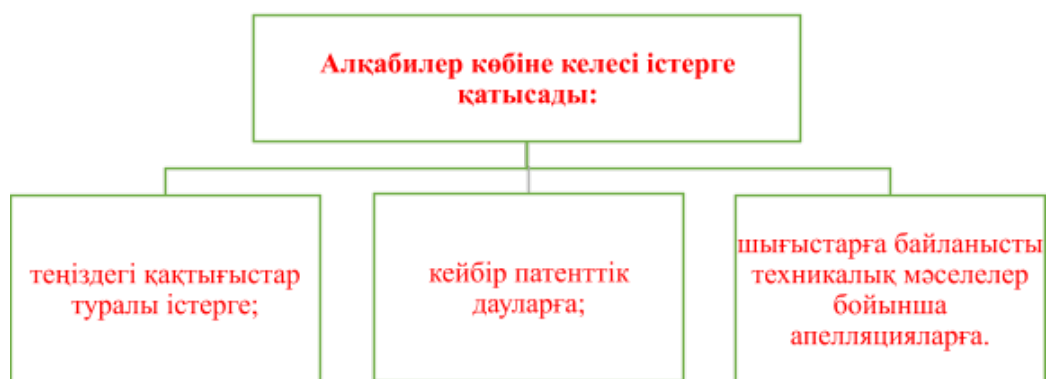 Алқабилер көбіне келесі істерге
қатысады:
теңіздегі қақтығыстар
туралы істерге;
кейбір патенттік
дауларға;
шығыстарға байланысты
техникалық мәселелер
бойынша
апелляцияларға.